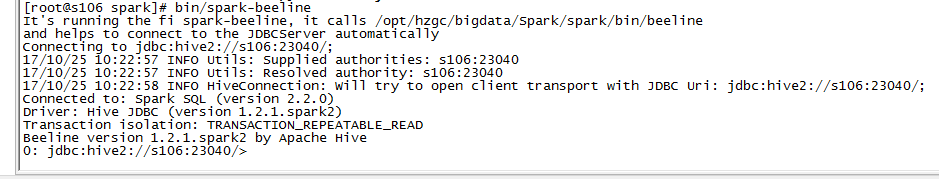 [root@s106 spark]# bin/spark-beeline
It's running the fi spark-beeline, it calls /opt/hzgc/bigdata/Spark/spark/bin/beeline
and helps to connect to the JDBCServer automatically
Connecting to jdbc:hive2://s106:23040/;
17/10/25 10:22:57 INFO Utils: Supplied authorities: s106:23040
17/10/25 10:22:57 INFO Utils: Resolved authority: s106:23040
17/10/25 10:22:58 INFO HiveConnection: Will try to open client transport with JDBC Uri: jdbc:hive2://s106:23040/;
Connected to: Spark SQL (version 2.2.0)
Driver: Hive JDBC (version 1.2.1.spark2)
Transaction isolation: TRANSACTION_REPEATABLE_READ
Beeline version 1.2.1.spark2 by Apache Hive
0: jdbc:hive2://s106:23040/>